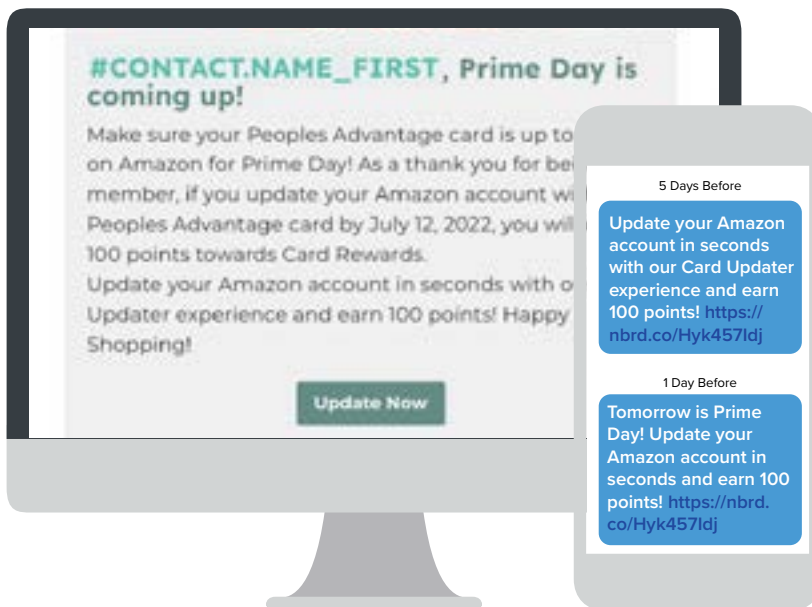 #CONTACT.NAME_FIRST, Prime Day is
coming up!
Make sure your Peoples Advantage card is up to
on Amazon for Prime Day! As a thank you for
member, if you update your Amazon account
Peoples Advantage card by July 12, 2022, you
100 points towards Card Rewards.
Update your Amazon account in seconds with
Updater experience and earn 100 points! Happy
Shopping!
Update Now
5 Days Before
Update your Amazon
account in seconds
with our Card Updater
experience and earn
100 points! https://
nbrd.co/Hyk457ldj
1 Day Before
Tomorrow is Prime
Day! Update your
Amazon account in
seconds and earn 100
points! https://nbrd.
co/Hyk457ldj